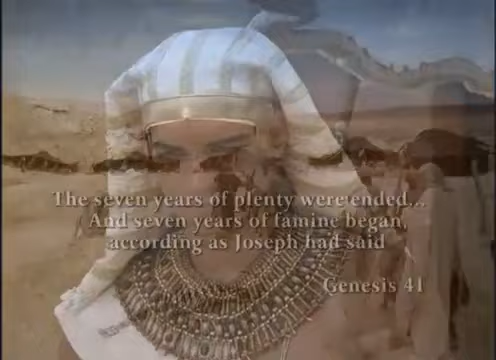 The seven years of plenty were ended...
And seven years of famine began,
according as Joseph had said
Genesis 41